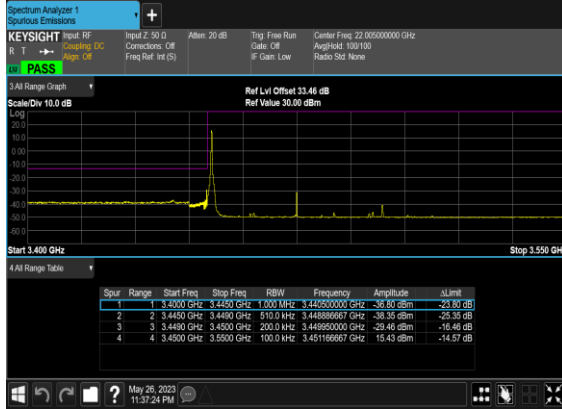 Spectrum Analyzer 1
Spurious Emissions
+
KEYSIGHT Input: RF Input Z: 50 Ω Atten: 20 dB Trig: Free Run Center Freq: 22.005000000 GHz
R T Coupling: DC Corrections: Off Gate: Off Avg|Hold: 100/100
Align: Off Freq Ref: Int (S) IF Gain: Low Radio Std: None
PASS
3 All Range Graph
Ref Lvl Offset 33.46 dB
Scale/Div 10.0 dB Ref Value 30.00 dBm
Log
20.0
10.0
0.00
-10.0
-20.0
-30.0
-40.0
-50.0
-60.0
Start 3.400 GHz Stop 3.550 GH
4 All Range Table
Spur Range Start Freq Stop Freq RBW Frequency Amplitude ΔLimit
1 1 3.4000 GHz 3.4450 GHz 1.000 MHz 3.440500000 GHz -36.80 dBm -23.80 dB
2 2 3.4450 GHz 3.4490 GHz 510.0 kHz 3.448886667 GHz -38.35 dBm -25.35 dB
3 3 3.4490 GHz 3.4500 GHz 200.0 kHz 3.449950000 GHz -29.46 dBm -16.46 dB
4 4 3.4500 GHz 3.5500 GHz 100.0 kHz 3.451166667 GHz 15.43 dBm -14.57 dB
? May 26, 2023
11:37:24 PM